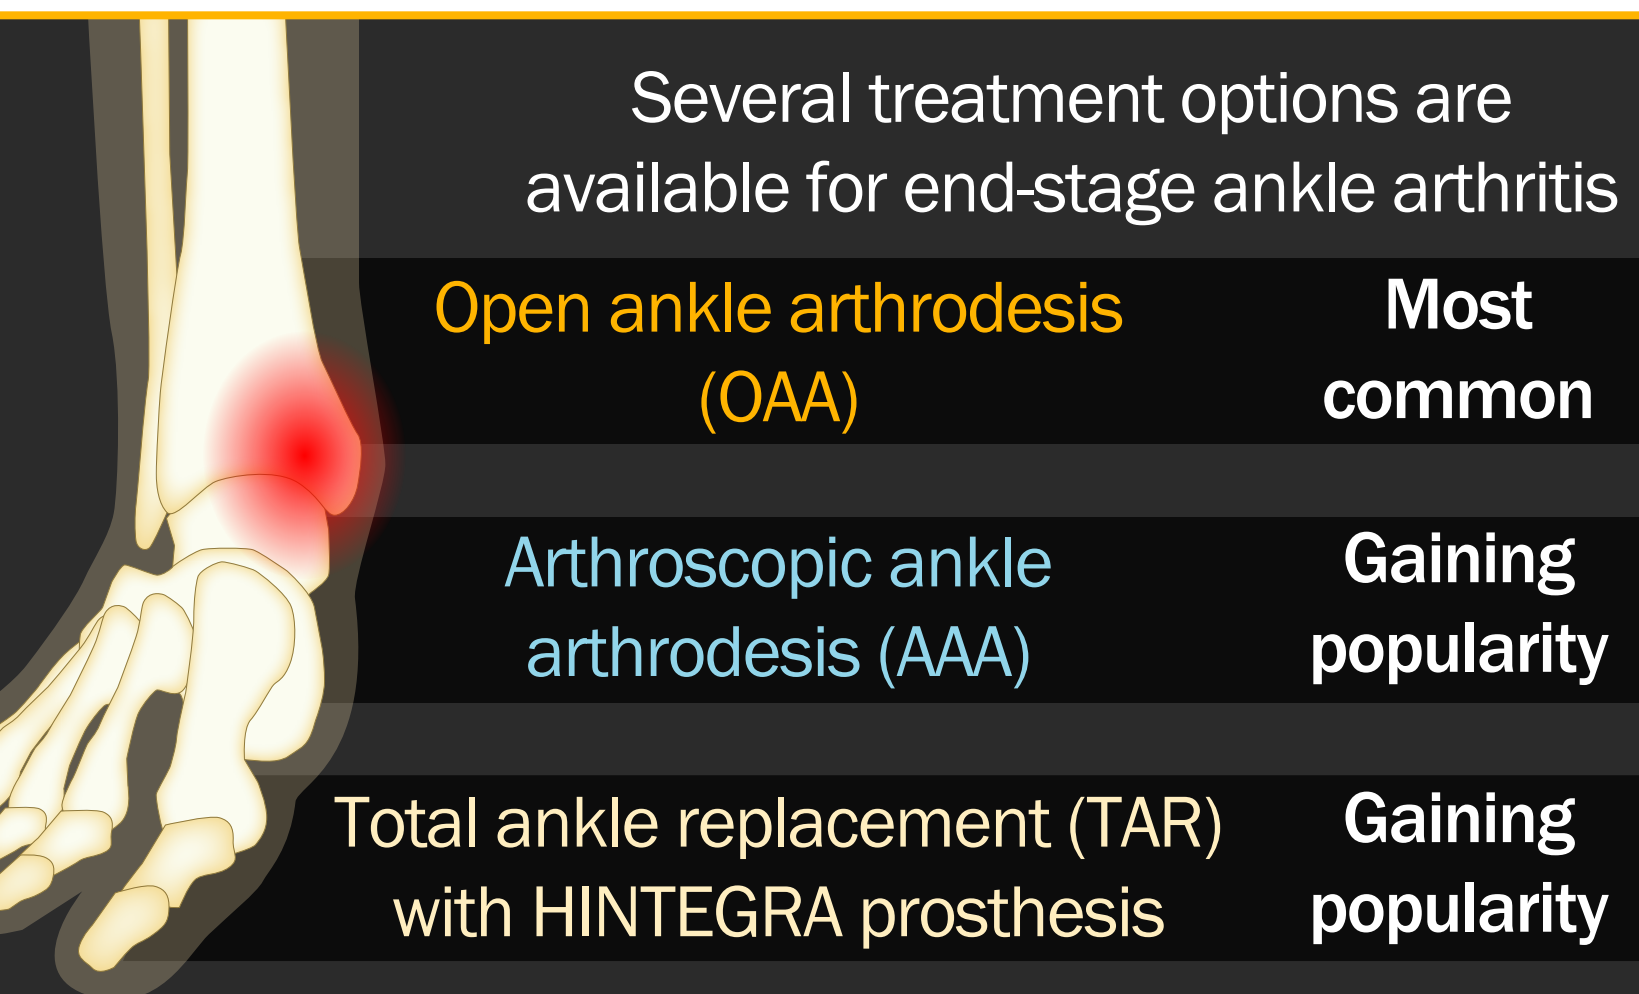 Several treatment options are
available for end-stage ankle arthritis
Open ankle arthrodesis
(OAA)
Most
common
Arthroscopic ankle
arthrodesis (AAA)
Gaining
popularity
Total ankle replacement (TAR)
with HINTEGRA prosthesis
Gaining
popularity